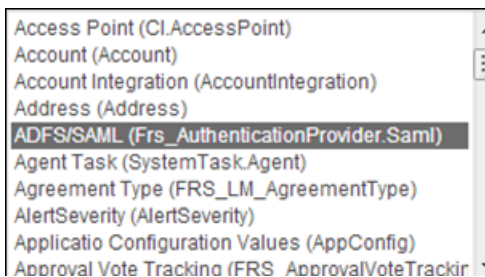 Access Point (CI.AccessPoint)
Account (Account)
Account Integration (AccountIntegration)
Address (Address)
ADFS/SAML (Frs_AuthenticationProvider.Saml)
Agent Task (SystemTask.Agent)
Agreement Type (FRS_LM_AgreementType)
AlertSeverity (AlertSeverity)
Applicatio Configuration Values (AppConfig)
Approval Vote Tracking (FRS_ApprovalVoteTrackin